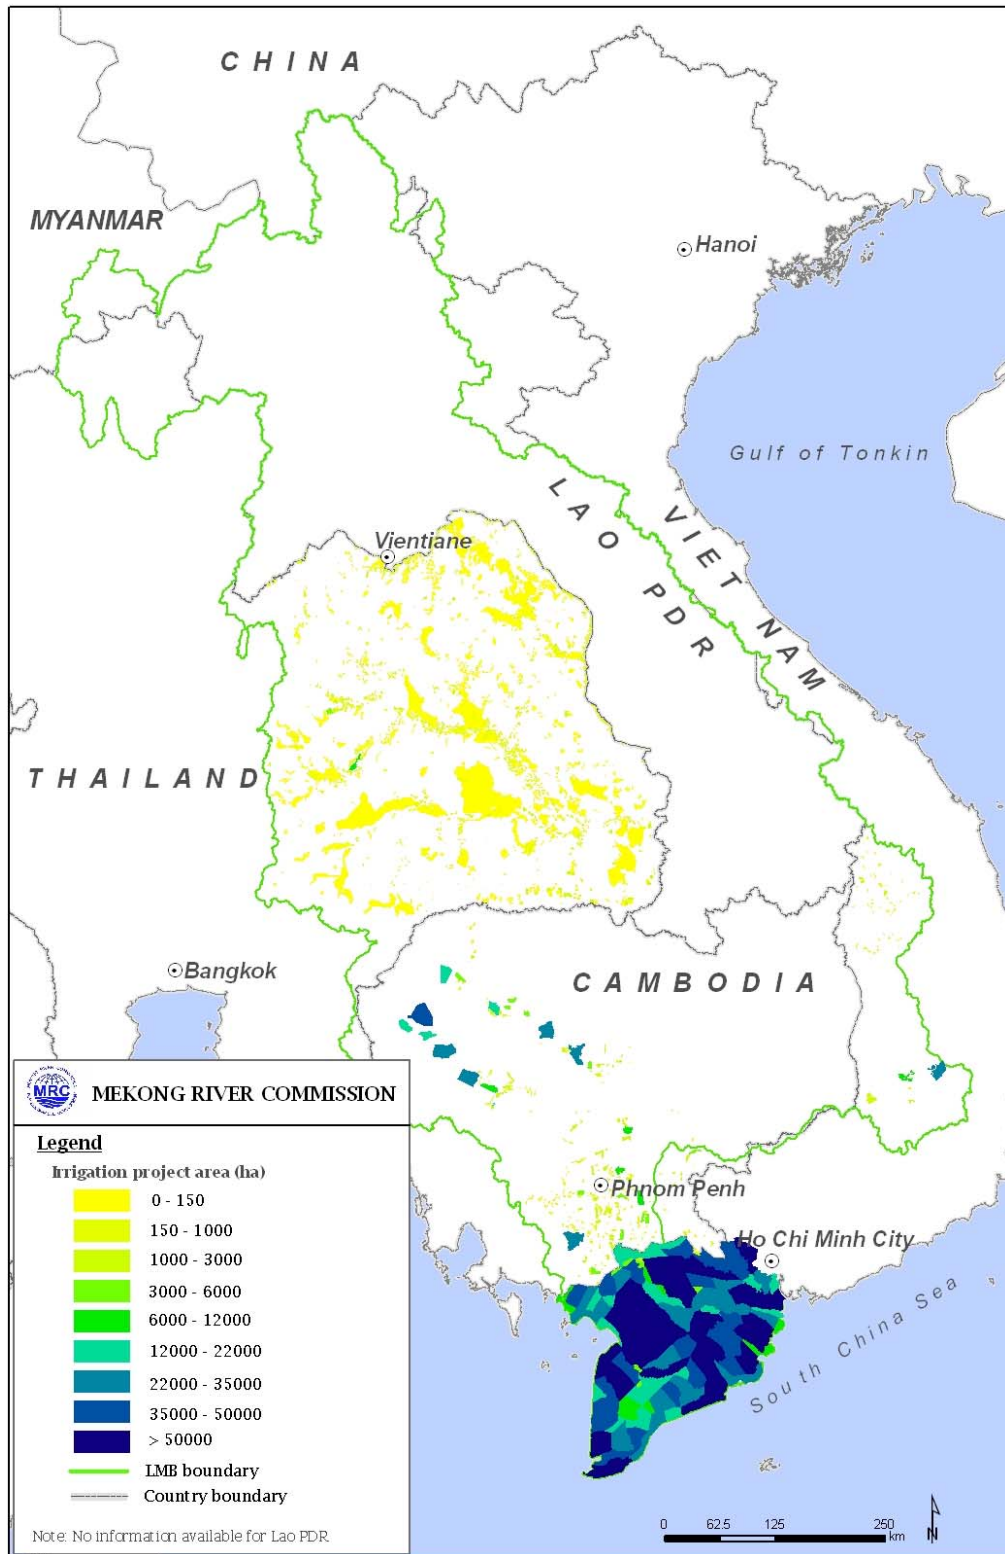 CHINA
MYANMAR
Hanoi
Gulf of Tonkin
LAO PDR
VIET NAM
Vientiane
THAILAND
Bangkok
CAMBODIA
MRC
MEKONG RIVER COMMISSION
Legend
Irrigation project area (ha)
0 - 150
150 - 1000
1000 - 3000
3000 - 6000
6000 - 12000
12000 - 22000
22000 - 35000
35000 - 50000
> 50000
LMB boundary
Country boundary
Note: No information available for Lao PDR
Phnom Penh
Ho Chi Minh City
South China Sea
0 62.5 125 250
km
N